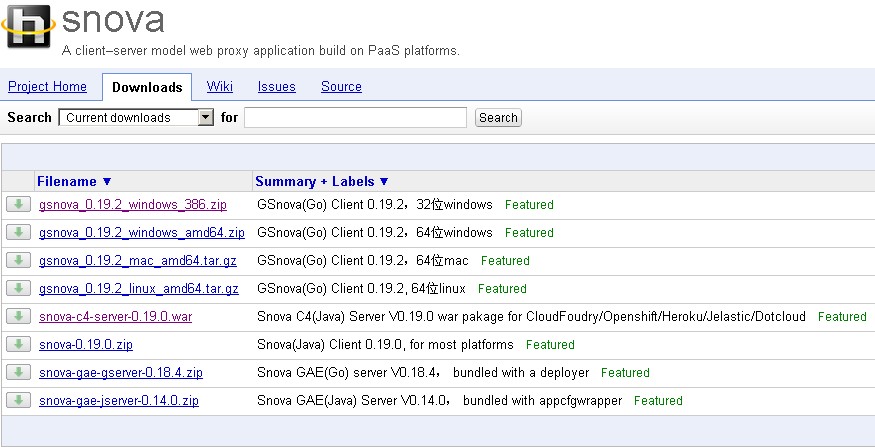 snova
A client–server model web proxy application build on PaaS platforms.
Project Home Downloads Wiki Issues Source
Search Current downloads for Search
Filename ▼ Summary + Labels ▼
gsnova_0.19.2_windows_386.zip GSnova(Go) Client 0.19.2，32位windows Featured
gsnova_0.19.2_windows_amd64.zip GSnova(Go) Client 0.19.2，64位windows Featured
gsnova_0.19.2_mac_amd64.tar.gz GSnova(Go) Client 0.19.2，64位mac Featured
gsnova_0.19.2_linux_amd64.tar.gz GSnova(Go) Client 0.19.2, 64位linux Featured
snova-c4-server-0.19.0.war Snova C4(Java) Server V0.19.0 war pakage for CloudFoudry/Openshift/Heroku/Jelastic/Dotcloud Featured
snova-0.19.0.zip Snova(Java) Client 0.19.0, for most platforms Featured
snova-gae-gserver-0.18.4.zip Snova GAE(Go) server V0.18.4， bundled with a deployer Featured
snova-gae-jserver-0.14.0.zip Snova GAE(Java) Server V0.14.0， bundled with appcfgwrapper Featured